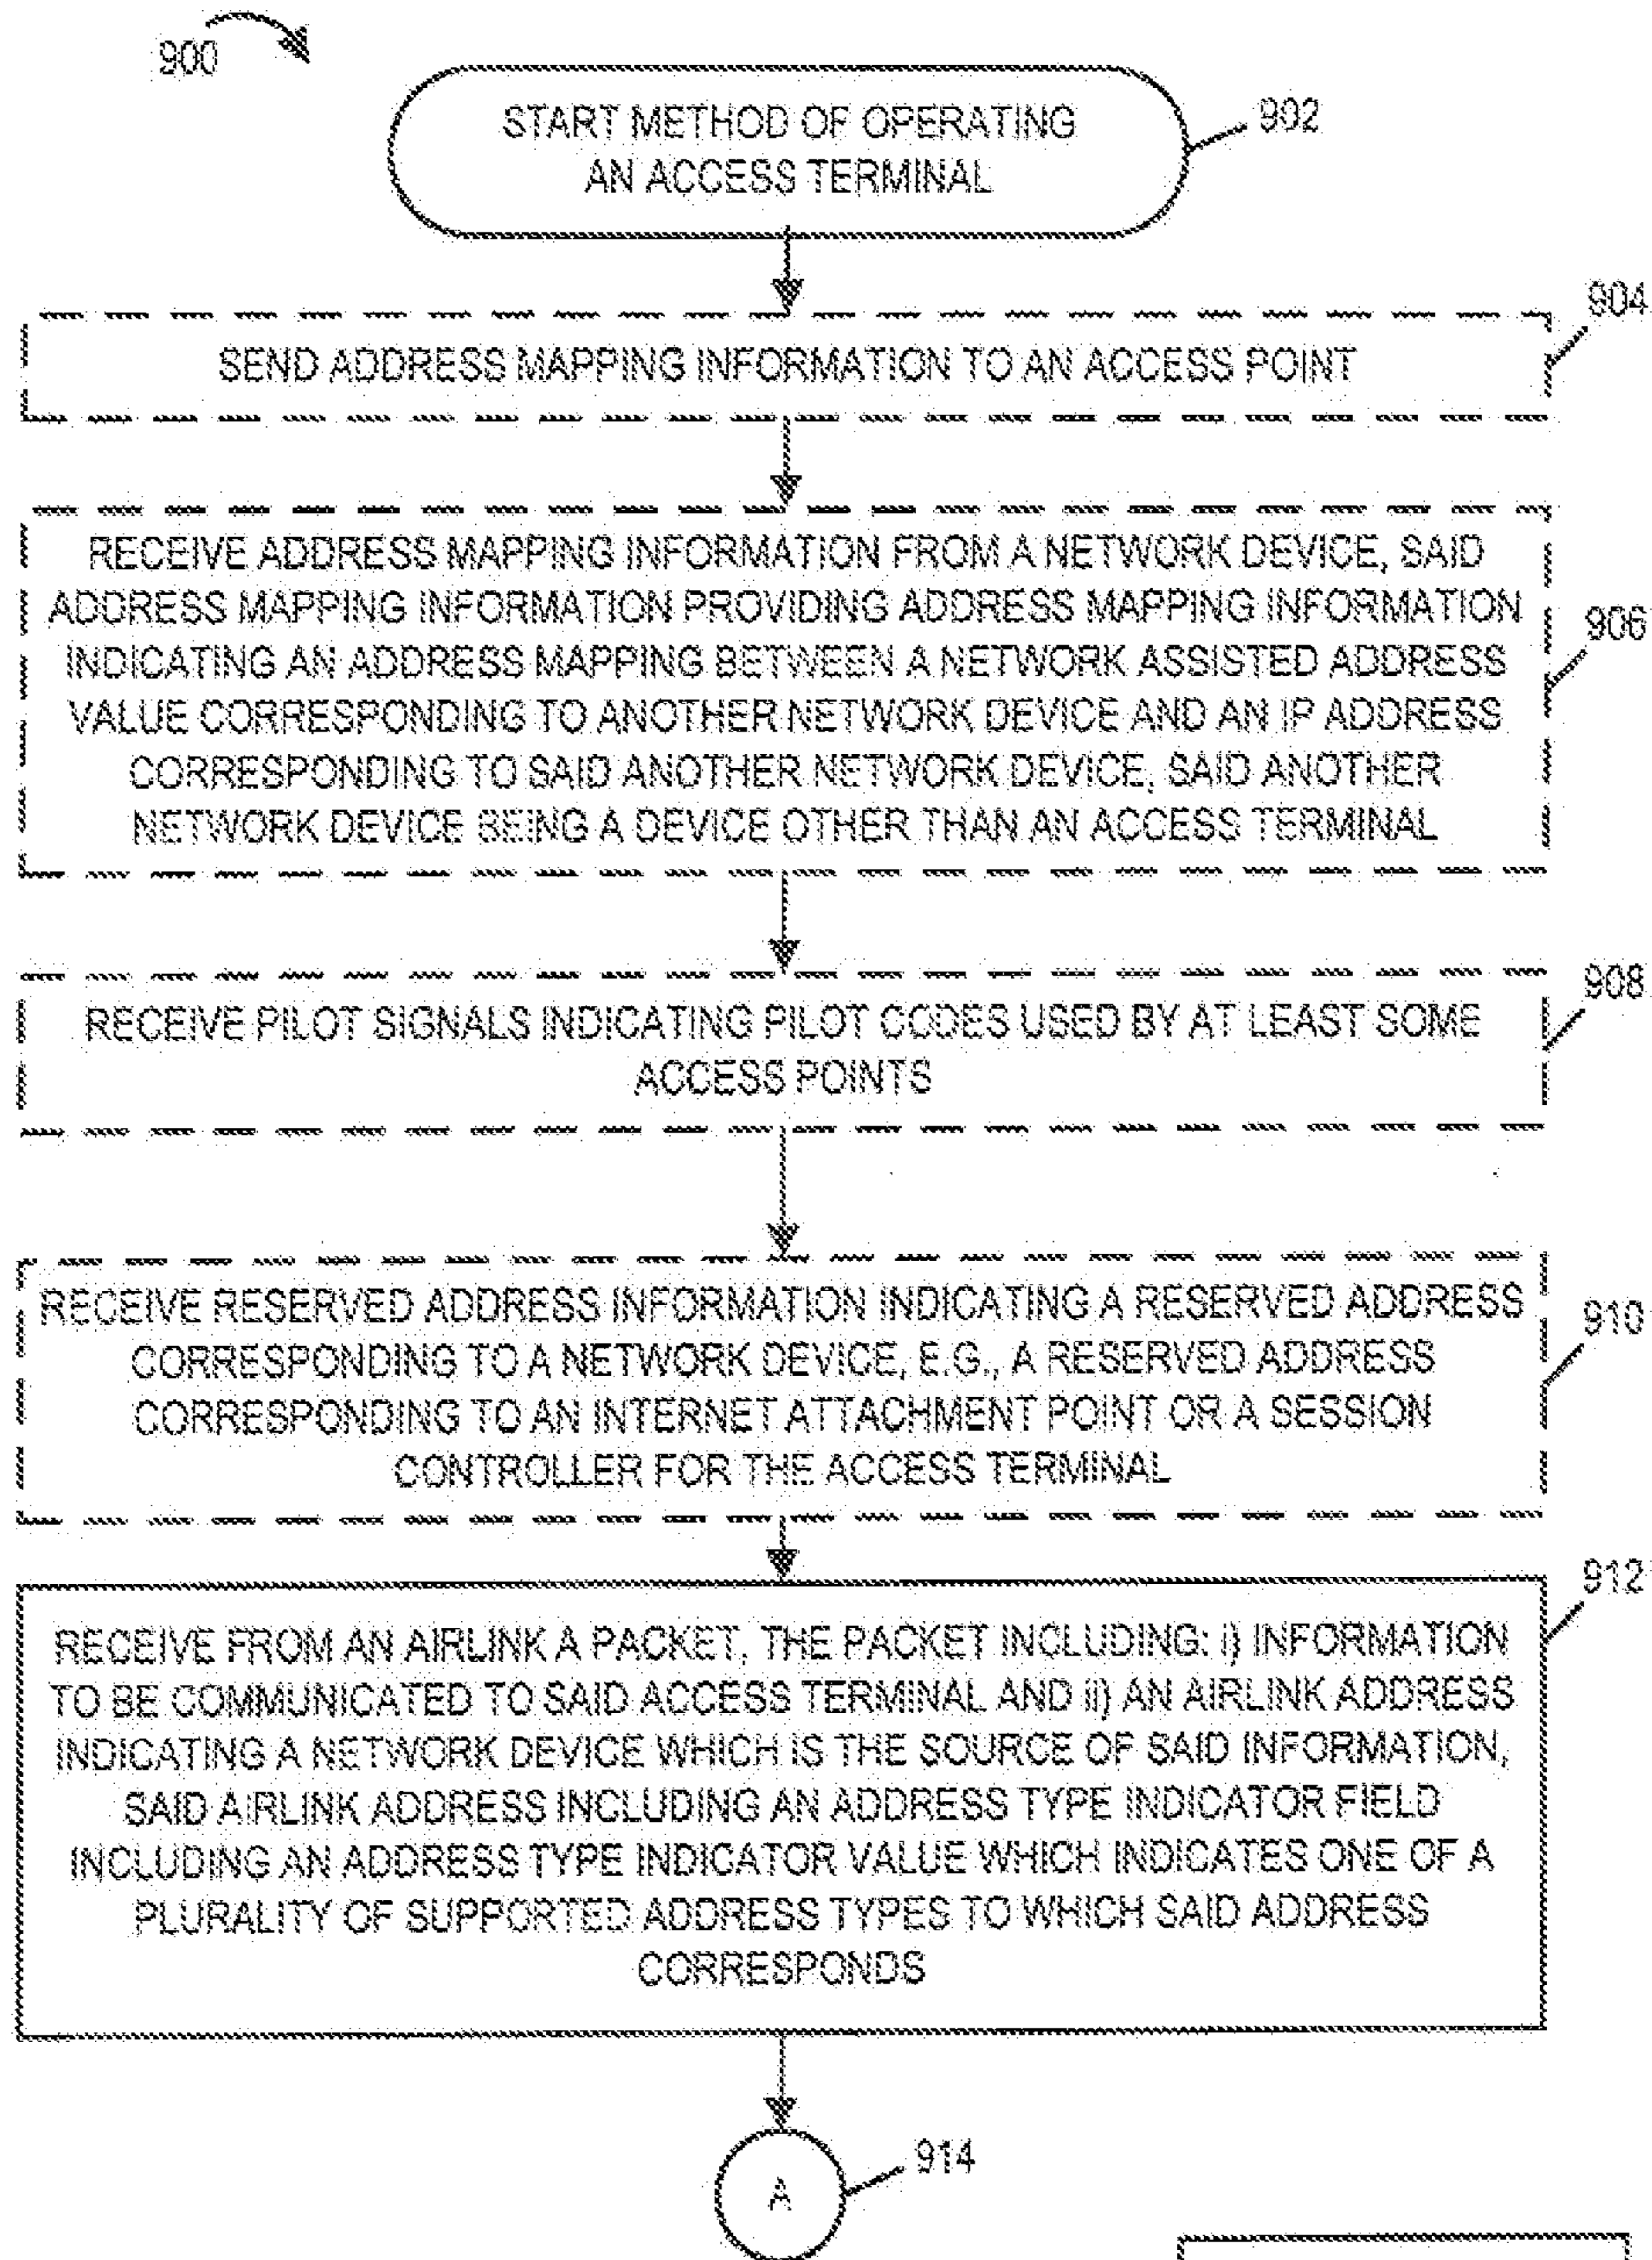 900
START METHOD OF OPERATING
AN ACCESS TERMINAL
902
904
SEND ADDRESS MAPPING INFORMATION TO AN ACCESS POINT
RECEIVE ADDRESS MAPPING INFORMATION FROM A NETWORK DEVICE, SAID
ADDRESS MAPPING INFORMATION PROVIDING ADDRESS MAPPING INFORMATION
INDICATING AN ADDRESS MAPPING BETWEEN A NETWORK ASSISTED ADDRESS
VALUE CORRESPONDING TO ANOTHER NETWORK DEVICE AND AN IP ADDRESS
CORRESPONDING TO SAID ANOTHER NETWORK DEVICE, SAID ANOTHER
NETWORK DEVICE BEING A DEVICE OTHER THAN AN ACCESS TERMINAL
906
RECEIVE PILOT SIGNALS INDICATING PILOT CODES USED BY AT LEAST SOME
ACCESS POINTS
908
RECEIVE RESERVED ADDRESS INFORMATION INDICATING A RESERVED ADDRESS
CORRESPONDING TO A NETWORK DEVICE, E.G., A RESERVED ADDRESS
CORRESPONDING TO AN INTERNET ATTACHMENT POINT OR A SESSION
CONTROLLER FOR THE ACCESS TERMINAL
910
912
RECEIVE FROM AN AIRLINK A PACKET, THE PACKET INCLUDING: i) INFORMATION
TO BE COMMUNICATED TO SAID ACCESS TERMINAL AND ii) AN AIRLINK ADDRESS
INDICATING A NETWORK DEVICE WHICH IS THE SOURCE OF SAID INFORMATION,
SAID AIRLINK ADDRESS INCLUDING AN ADDRESS TYPE INDICATOR FIELD
INCLUDING AN ADDRESS TYPE INDICATOR VALUE WHICH INDICATES ONE OF A
PLURALITY OF SUPPORTED ADDRESS TYPES TO WHICH SAID ADDRESS
CORRESPONDS
A
914